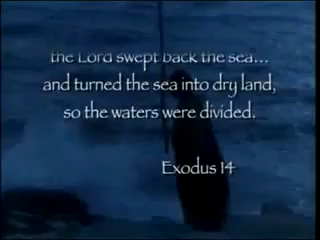 the Lord swept back the sea...
and turned the sea into dry land,
so the waters were divided.
Exodus 14